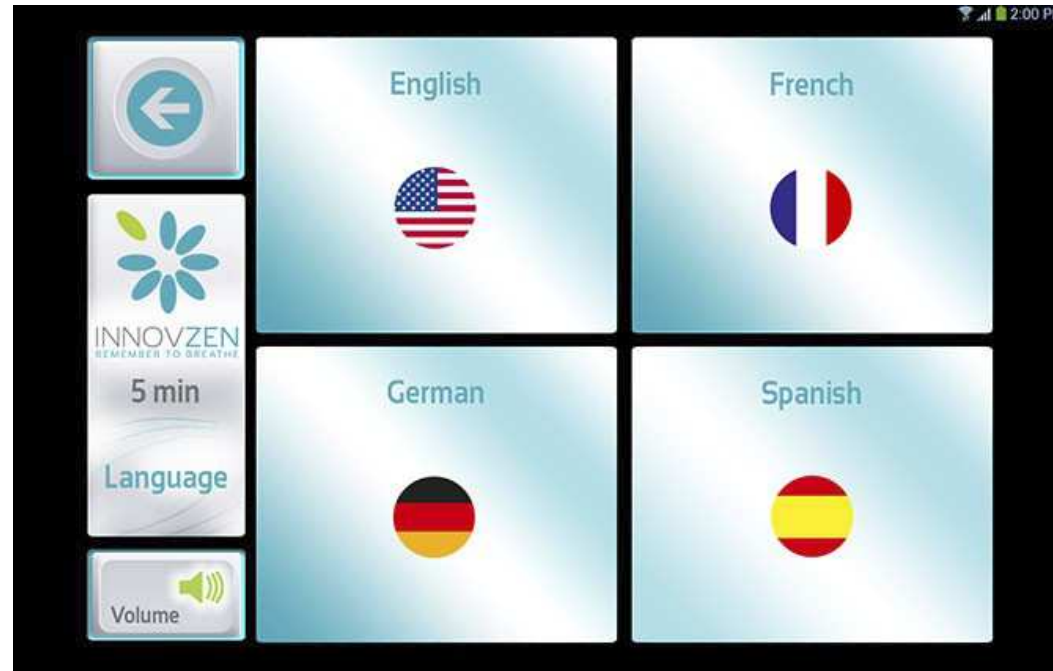 2:00 P
English
French
INNOVZEN
REMEMBER TO BREATHE
5 min
Language
German
Spanish
Volume